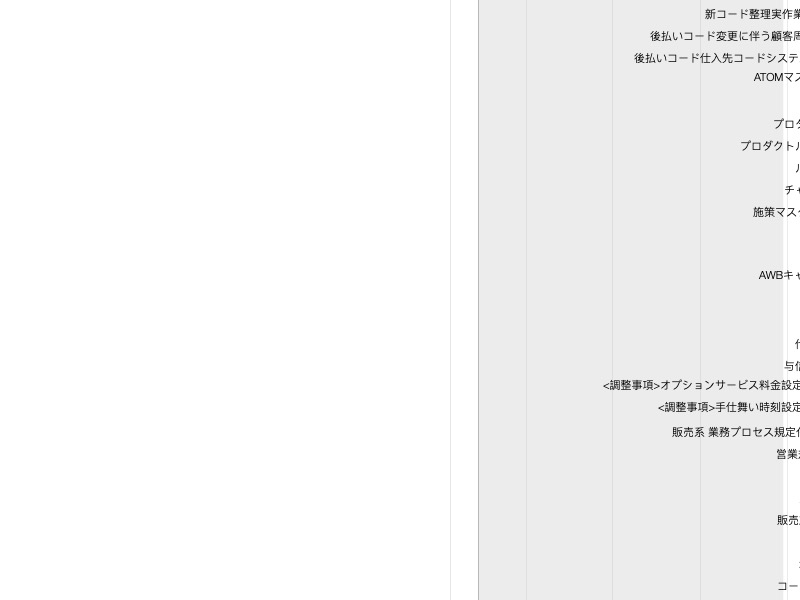 新コード整理実作業
後払いコード変更に伴う顧客周
後払いコード仕入先コードシステ
ATOMマス
プロダ
プロダクトル
チャ
施策マスタ
AWBキャ
与信
<調整事項>オプションサービス料金設定
<調整事項>手仕舞い時刻設定
販売系 業務プロセス規定化
営業
販売
コー